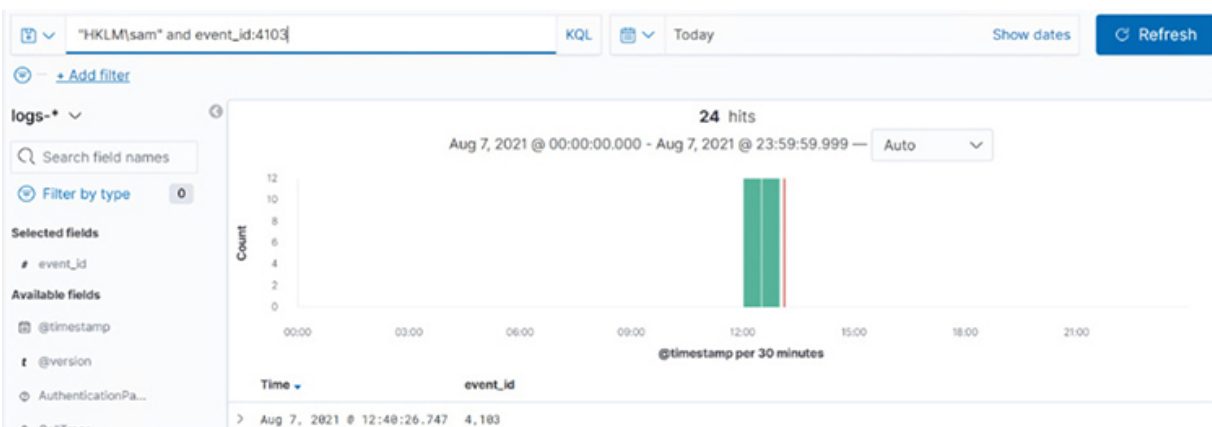 "HKLM\sam" and event_id:4103 KQL Today Show dates Refresh
+ Add filter
logs-*
Search field names
Filter by type 0
Selected fields
# event_id
Available fields
@timestamp
t @version
AuthenticationPa...
24 hits
Aug 7, 2021 @ 00:00:00.000 - Aug 7, 2021 @ 23:59:59.999 — Auto
Count
12
10
8
6
4
2
0
00:00 03:00 06:00 09:00 12:00 15:00 18:00 21:00
@timestamp per 30 minutes
Time event_id
> Aug 7, 2021 @ 12:40:26.747 4,103